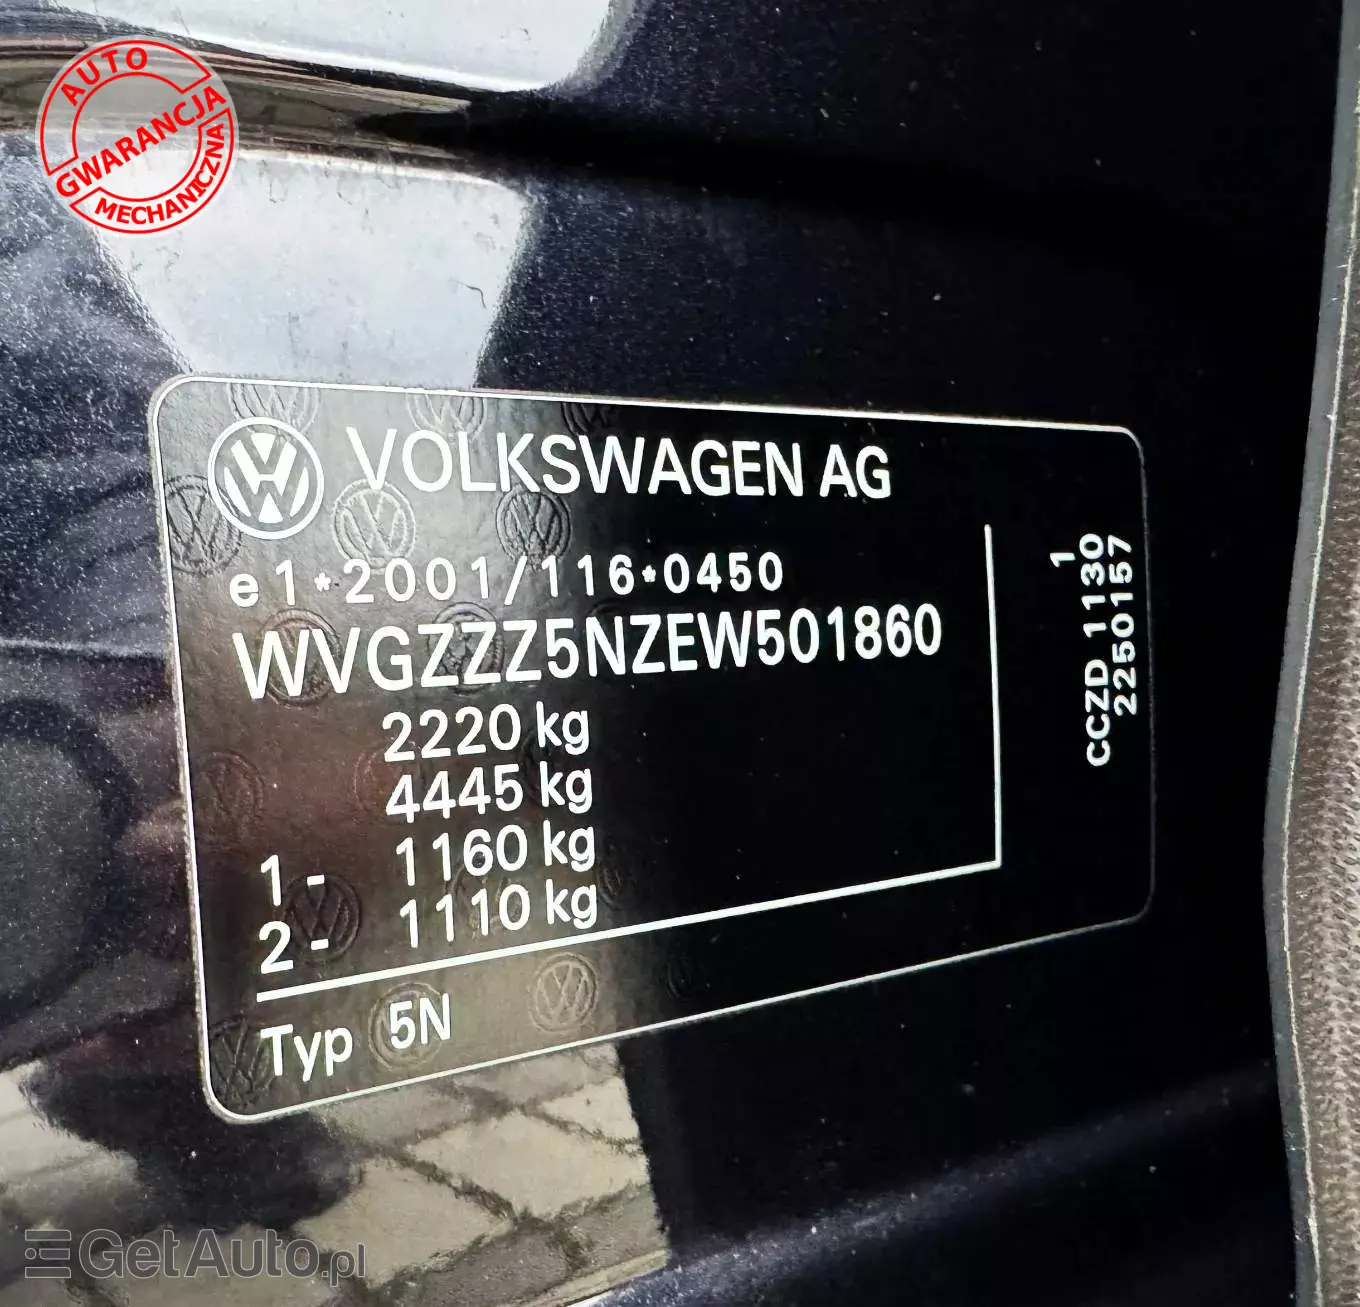 AUTO
GWARANCJA
MECHANICZNA
VOLKSWAGEN AG
e1*2001/116*0450
WVGZZZ5NZEW501860
2220 kg
4445 kg
1- 1160 kg
2- 1110 kg
Typ 5N
1
CCZD 1130
2250157
GetAuto.pl